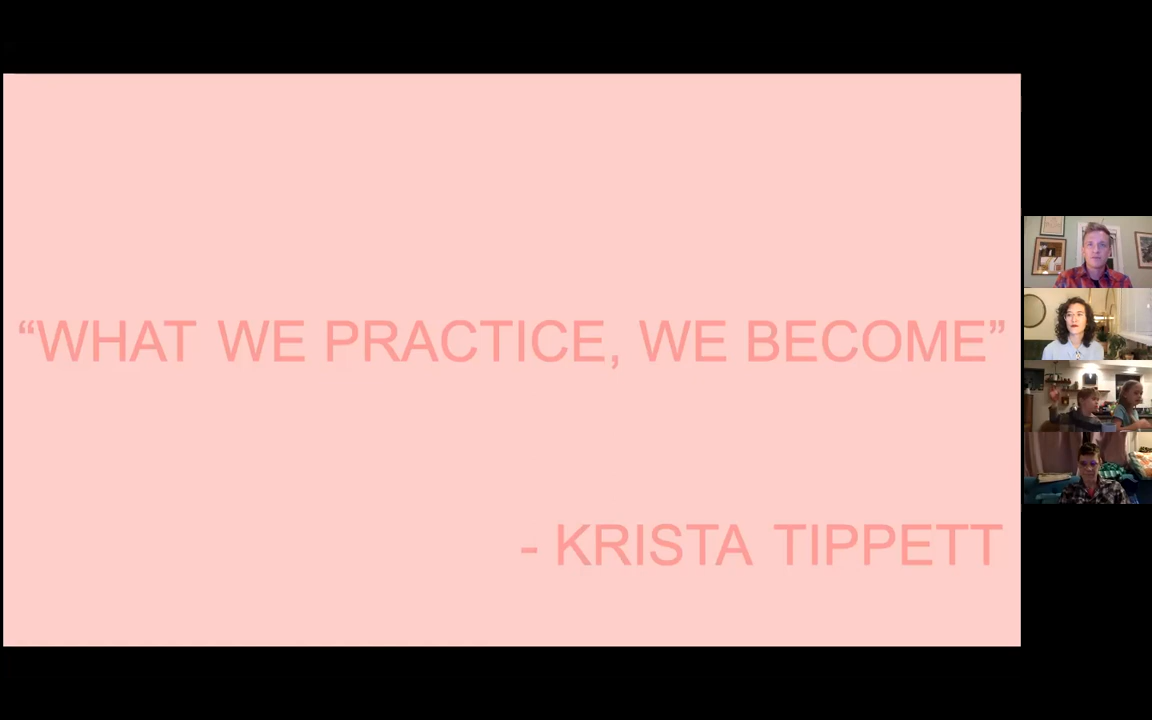 “WHAT WE PRACTICE, WE BECOME”
- KRISTA TIPPETT